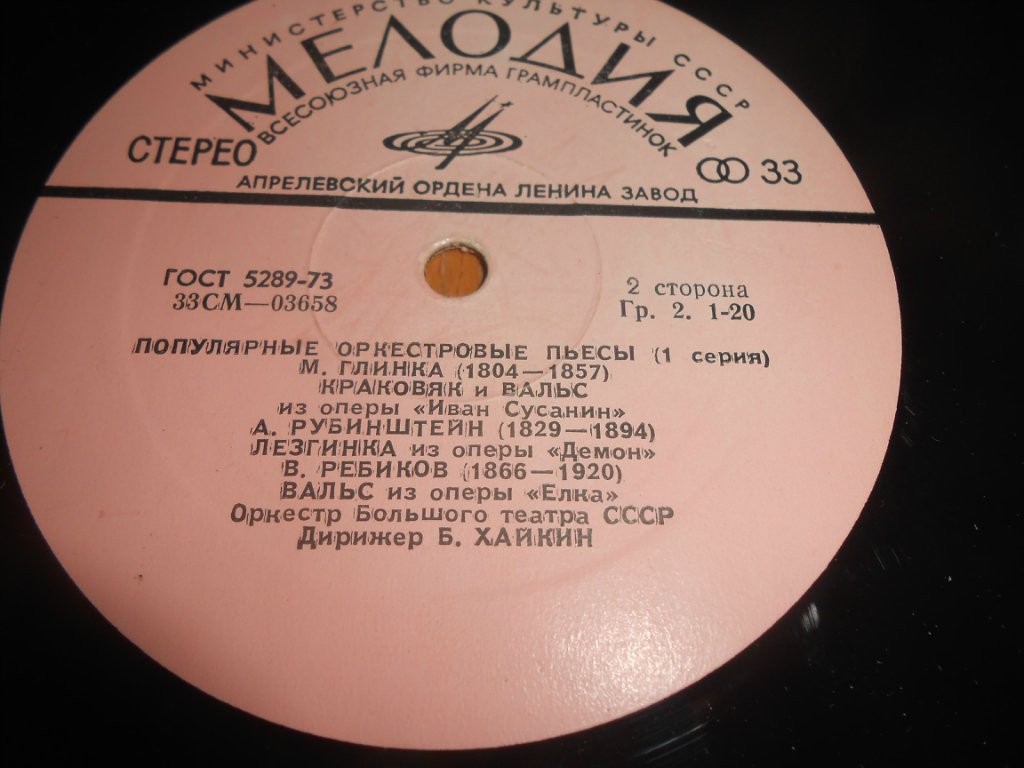 МИНИСТЕРСТВО КУЛЬТУРЫ СССР
МЕЛОДИЯ
ВСЕСОЮЗНАЯ ФИРМА ГРАМПЛАСТИНОК
СТЕРЕО
33
АПРЕЛЕВСКИЙ ОРДЕНА ЛЕНИНА ЗАВОД
ГОСТ 5289-73
33СМ—03658
2 сторона
Гр. 2. 1-20
ПОПУЛЯРНЫЕ ОРКЕСТРОВЫЕ ПЬЕСЫ (1 серия)
М. ГЛИНКА (1804—1857)
КРАКОВЯК и ВАЛЬС
из оперы «Иван Сусанин»
А. РУБИНШТЕЙН (1829—1894)
ЛЕЗГИНКА из оперы «Демон»
В. РЕБИКОВ (1866—1920)
ВАЛЬС из оперы «Елка»
Оркестр Большого театра СССР
Дирижер Б. ХАЙКИН